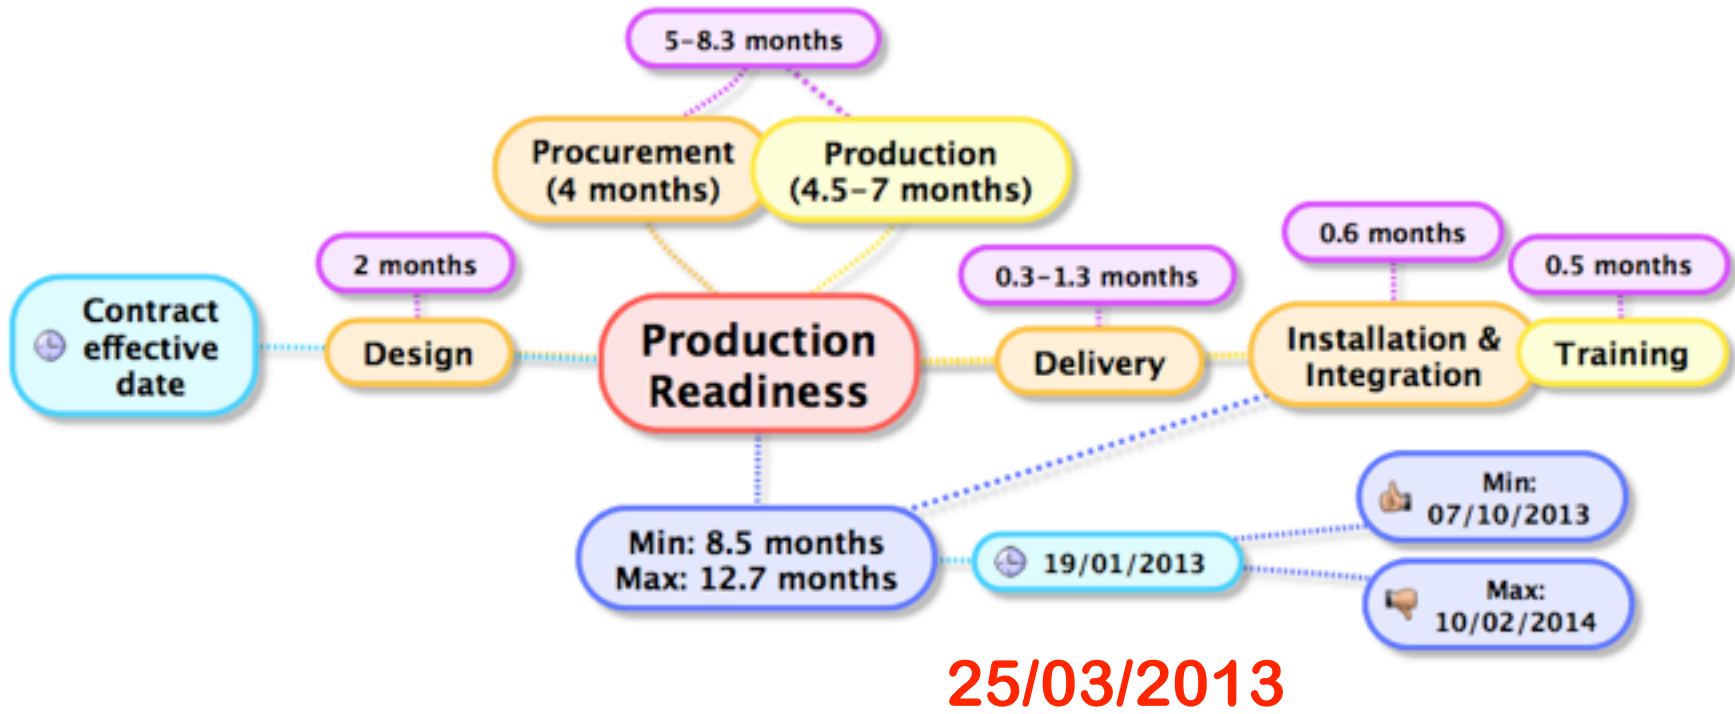 5-8.3 months
Procurement
(4 months)
Production
(4.5-7 months)
2 months
0.3-1.3 months
0.6 months
0.5 months
Contract
effective
date
Design
Production
Readiness
Delivery
Installation &
Integration
Training
Min: 8.5 months
Max: 12.7 months
19/01/2013
Min:
07/10/2013
Max:
10/02/2014
25/03/2013